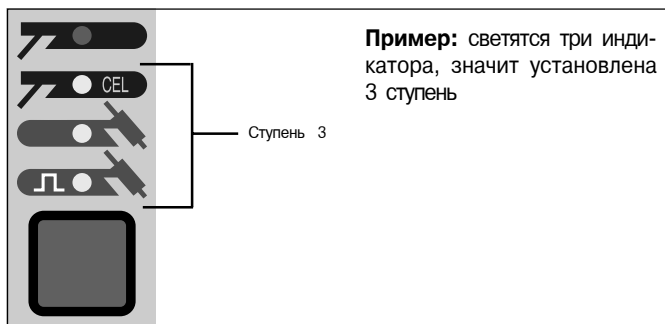 CEL
Ступень 3
Пример: светятся три инди-
катора, значит установлена
3 ступень